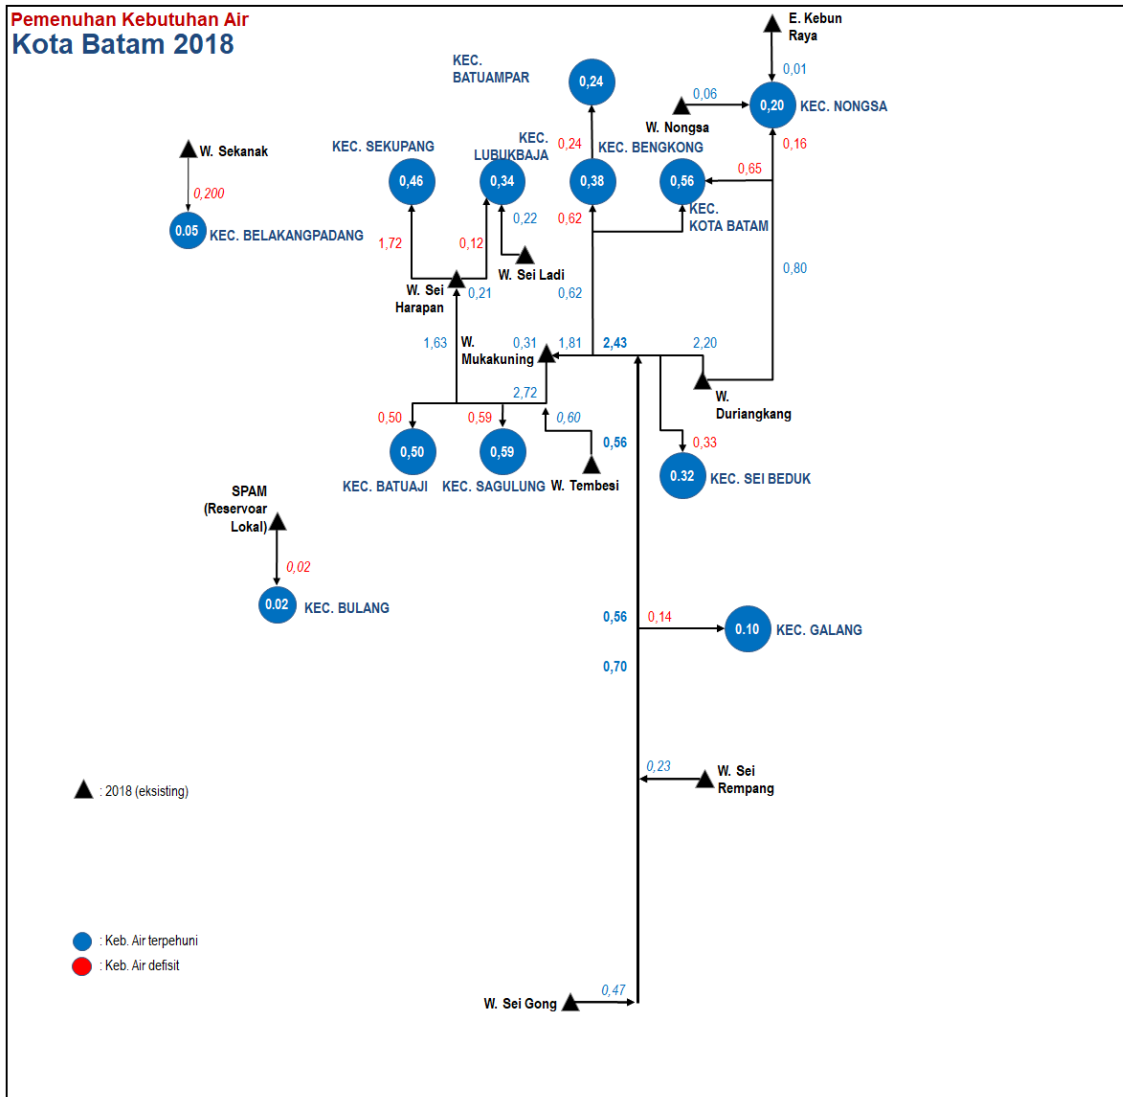 Pemenuhan Kebutuhan Air
Kota Batam 2018
E. Kebun
Raya
0,01
KEC.
BATUAMPAR
0,24
0,06
0,20
KEC. NONGSA
W. Nongsa
0,16
W. Sekanak
0,200
0.05
KEC. BELAKANGPADANG
KEC. SEKUPANG
0,46
KEC.
LUBUKBAJA
0,34
0,24
KEC. BENGKONG
0,38
0,56
0,65
KEC.
KOTA BATAM
0,22
0,62
1,72
0,12
W. Sei Ladi
W. Sei
Harapan
0,21
0,62
0,80
1,63
W.
Mukakuning
0,31
1,81
2,43
2,20
W.
Duriangkang
2,72
0,50
0,59
0,60
0,56
0,33
0,50
0,59
KEC. BATUAJI
KEC. SAGULUNG
W. Tembesi
0.32
KEC. SEI BEDUK
SPAM
(Reservoar
Lokal)
0,02
0.02
KEC. BULANG
0,56
0,14
0.10
KEC. GALANG
0,70
0,23
W. Sei
Rempang
: 2018 (eksisting)
: Keb. Air terpehuni
: Keb. Air defisit
W. Sei Gong
0,47